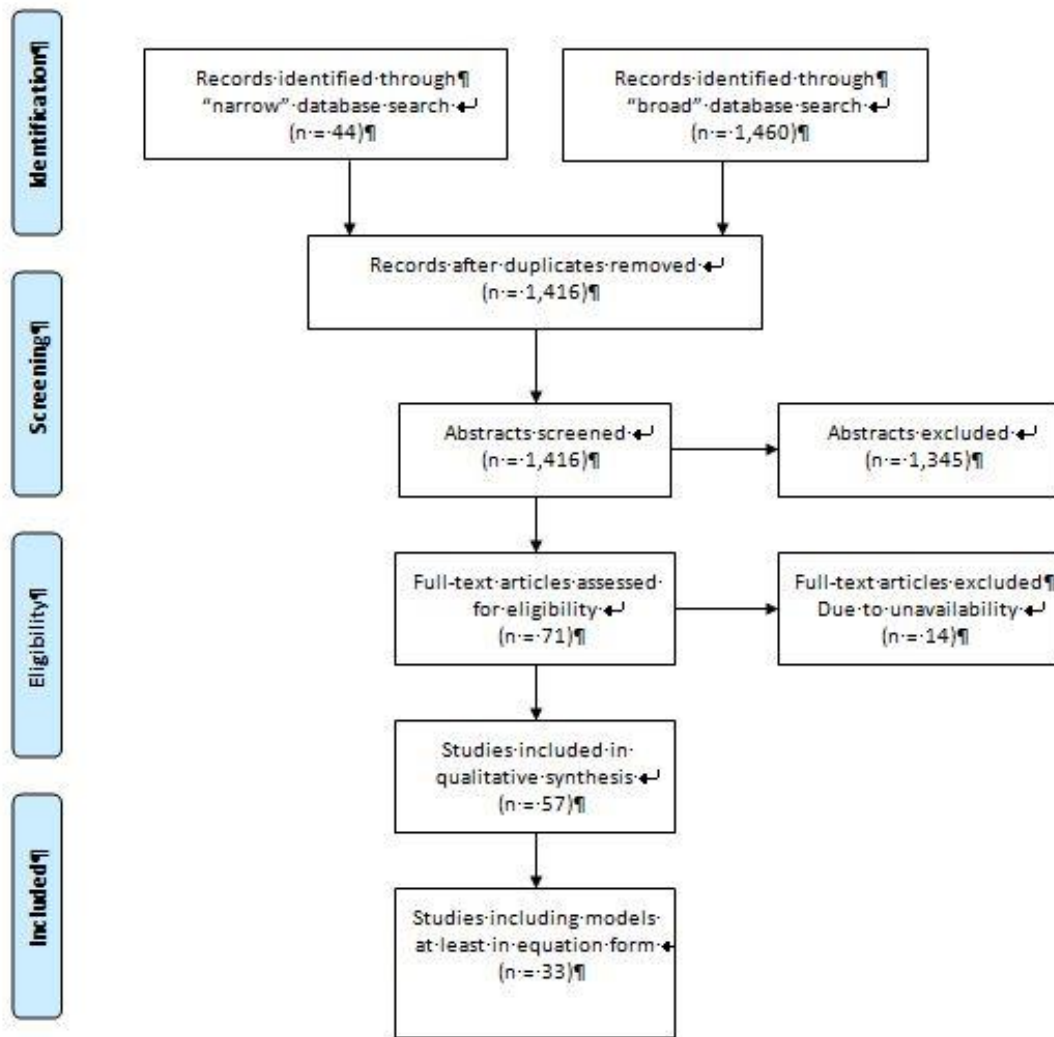 Identification¶
Records·identified·through¶
“narrow”·database·search·↵
(n·=·44)¶
Records·identified·through¶
“broad”·database·search·↵
(n·=·1,460)¶
Records·after·duplicates·removed·↵
(n·=·1,416)¶
Screening¶
Abstracts·screened·↵
(n·=·1,416)¶
Abstracts·excluded·↵
(n·=·1,345)¶
Eligibility¶
Full-text·articles·assessed·
for·eligibility·↵
(n·=·71)¶
Full-text·articles·excluded¶
Due·to·unavailability·↵
(n·=·14)¶
Studies·included·in·
qualitative·synthesis·↵
(n·=·57)¶
Included¶
Studies·including·models·
at·least·in·equation·form·↵
(n·=·33)¶